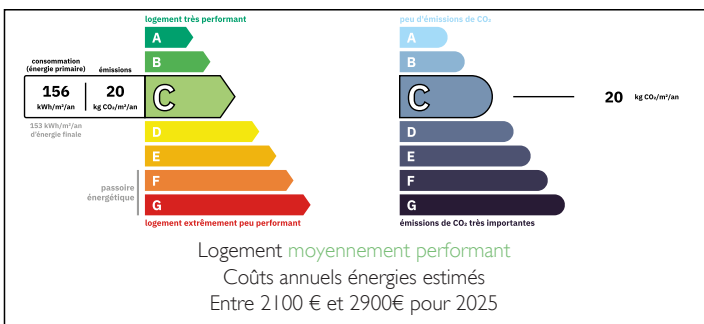 logement très performant
consommation
(énergie primaire)
émissions
156
kWh/m²/an
20
kg CO₂/m²/an
153 kWh/m²/an
d'énergie finale
A
B
C
D
E
F
G
passoire
énergétique
logement extrêmement peu performant
peu d'émissions de CO₂
A
B
C
D
E
F
G
20 kg CO₂/m²/an
émissions de CO₂ très importantes
Logement moyennement performant
Coûts annuels énergies estimés
Entre 2100 € et 2900€ pour 2025